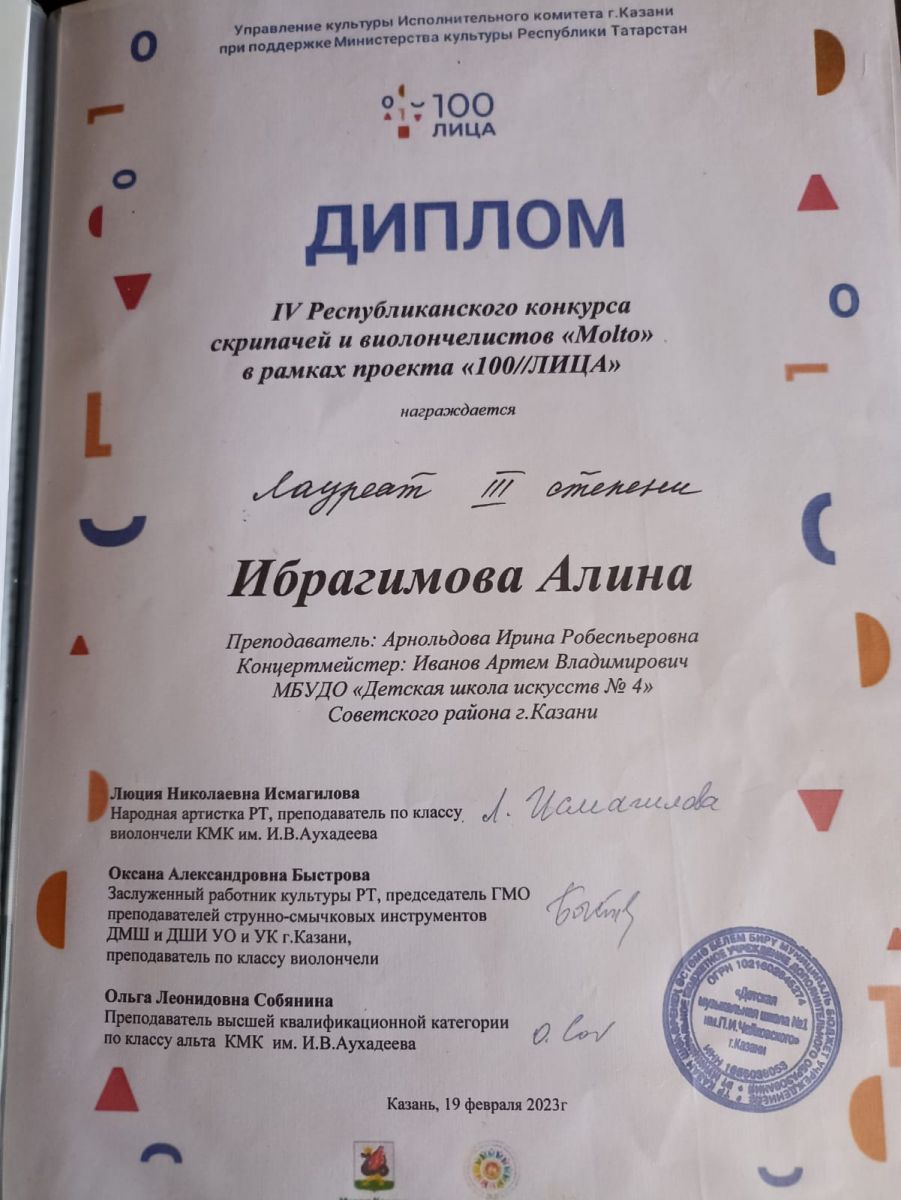 Управление культуры Исполнительного комитета г.Казани
при поддержке Министерства культуры Республики Татарстан
100
ЛИЦА
ДИПЛОМ
IV Республиканского конкурса
скрипачей и виолончелистов «Molto»
в рамках проекта «100//ЛИЦА»
награждается
Лауреат III степени
Ибрагимова Алина
Преподаватель: Арнольдова Ирина Робеспьеровна
Концертмейстер: Иванов Артем Владимирович
МБУДО «Детская школа искусств № 4»
Советского района г.Казани
Люция Николаевна Исмагилова
Народная артистка РТ, преподаватель по классу
виолончели КМК им. И.В.Аухадеева
Л. Исмагилова
Оксана Александровна Быстрова
Заслуженный работник культуры РТ, председатель ГМО
преподавателей струнно-смычковых инструментов
ДМШ и ДШИ УО и УК г.Казани,
преподаватель по классу виолончели
Ольга Леонидовна Собянина
Преподаватель высшей квалификационной категории
по классу альта КМК им. И.В.Аухадеева
«Детская
музыкальная школа №1
им.П.И.Чайковского»
г.Казани
Казань, 19 февраля 2023г